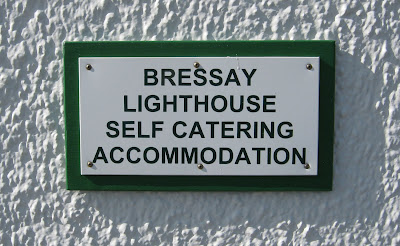 BRESSAY
LIGHTHOUSE
SELF CATERING
ACCOMMODATION